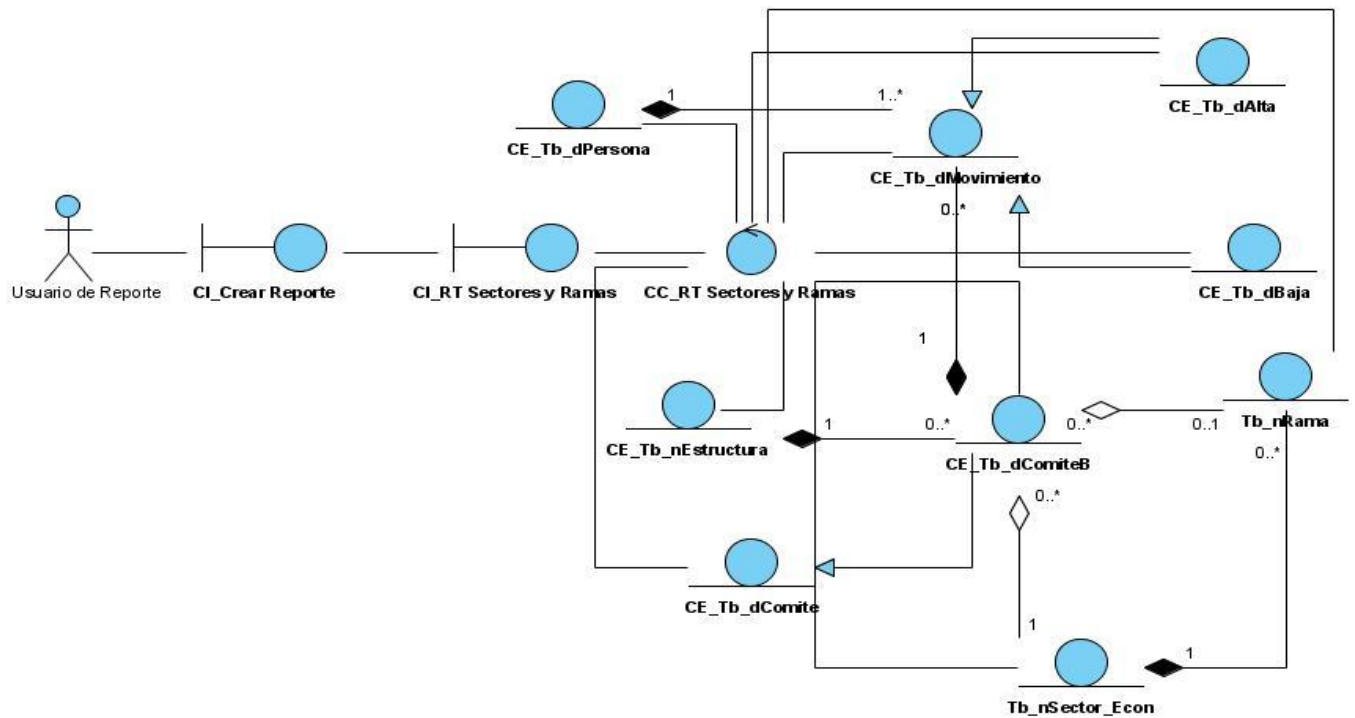 CE_Tb_dAlta
1
1..*
CE_Tb_dPersona
CE_Tb_dMovimiento
0..*
Usuario de Reporte
CI_Crear Reporte
CI_RT Sectores y Ramas
CC_RT Sectores y Ramas
CE_Tb_dBaja
1
1
0..*
0..*
0..1
Tb_nRama
CE_Tb_nEstructura
CE_Tb_dComiteB
0..*
0..*
CE_Tb_dComite
1
1
Tb_nSector_Econ